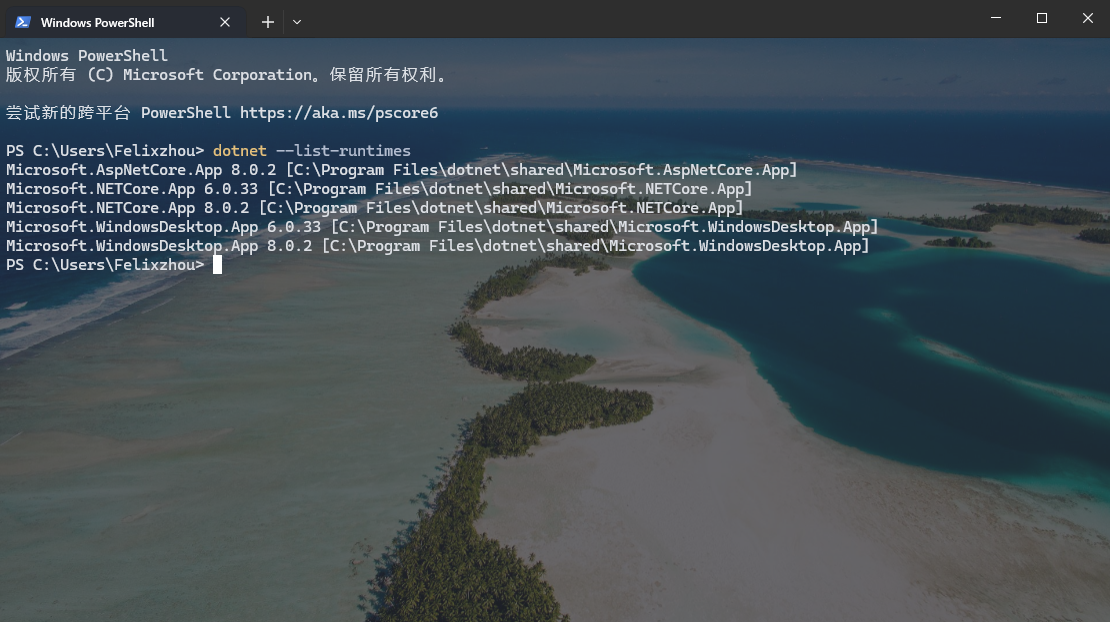 Windows PowerShell
Windows PowerShell
版权所有 (C) Microsoft Corporation。保留所有权利。
尝试新的跨平台 PowerShell https://aka.ms/pscore6
PS C:\Users\Felixzhou> dotnet --list-runtimes
Microsoft.AspNetCore.App 8.0.2 [C:\Program Files\dotnet\shared\Microsoft.AspNetCore.App]
Microsoft.NETCore.App 6.0.33 [C:\Program Files\dotnet\shared\Microsoft.NETCore.App]
Microsoft.NETCore.App 8.0.2 [C:\Program Files\dotnet\shared\Microsoft.NETCore.App]
Microsoft.WindowsDesktop.App 6.0.33 [C:\Program Files\dotnet\shared\Microsoft.WindowsDesktop.App]
Microsoft.WindowsDesktop.App 8.0.2 [C:\Program Files\dotnet\shared\Microsoft.WindowsDesktop.App]
PS C:\Users\Felixzhou>